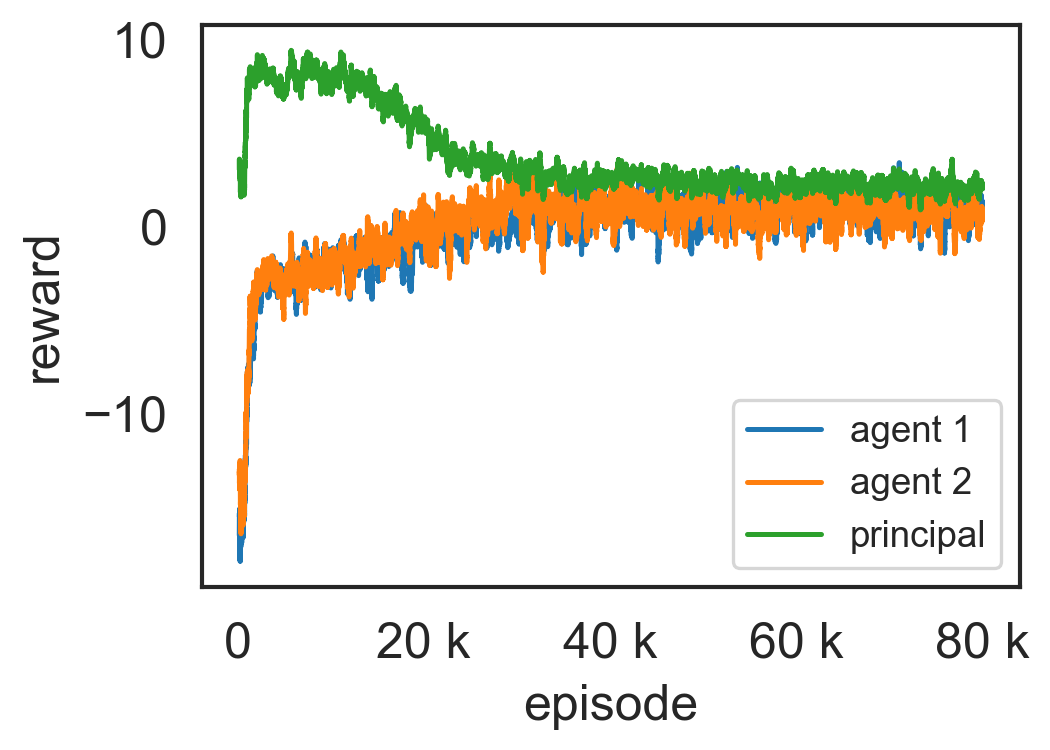 10
0
−10
reward
agent 1
agent 2
principal
0 20 k 40 k 60 k 80 k
episode